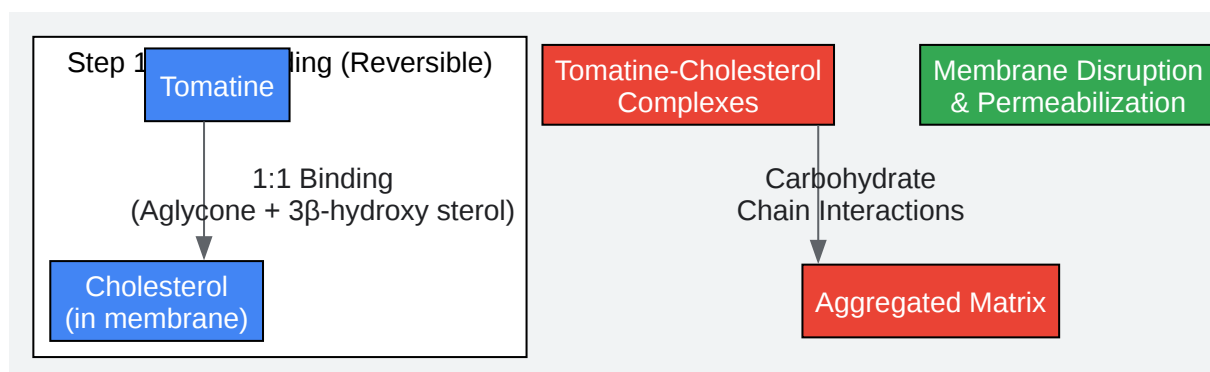 Step 1 ling (Reversible)
Tomatine
1:1 Binding
(Aglycone + 3β-hydroxy sterol)
Cholesterol
(in membrane)
Tomatine-Cholesterol
Complexes
Carbohydrate
Chain Interactions
Aggregated Matrix
Membrane Disruption
& Permeabilization